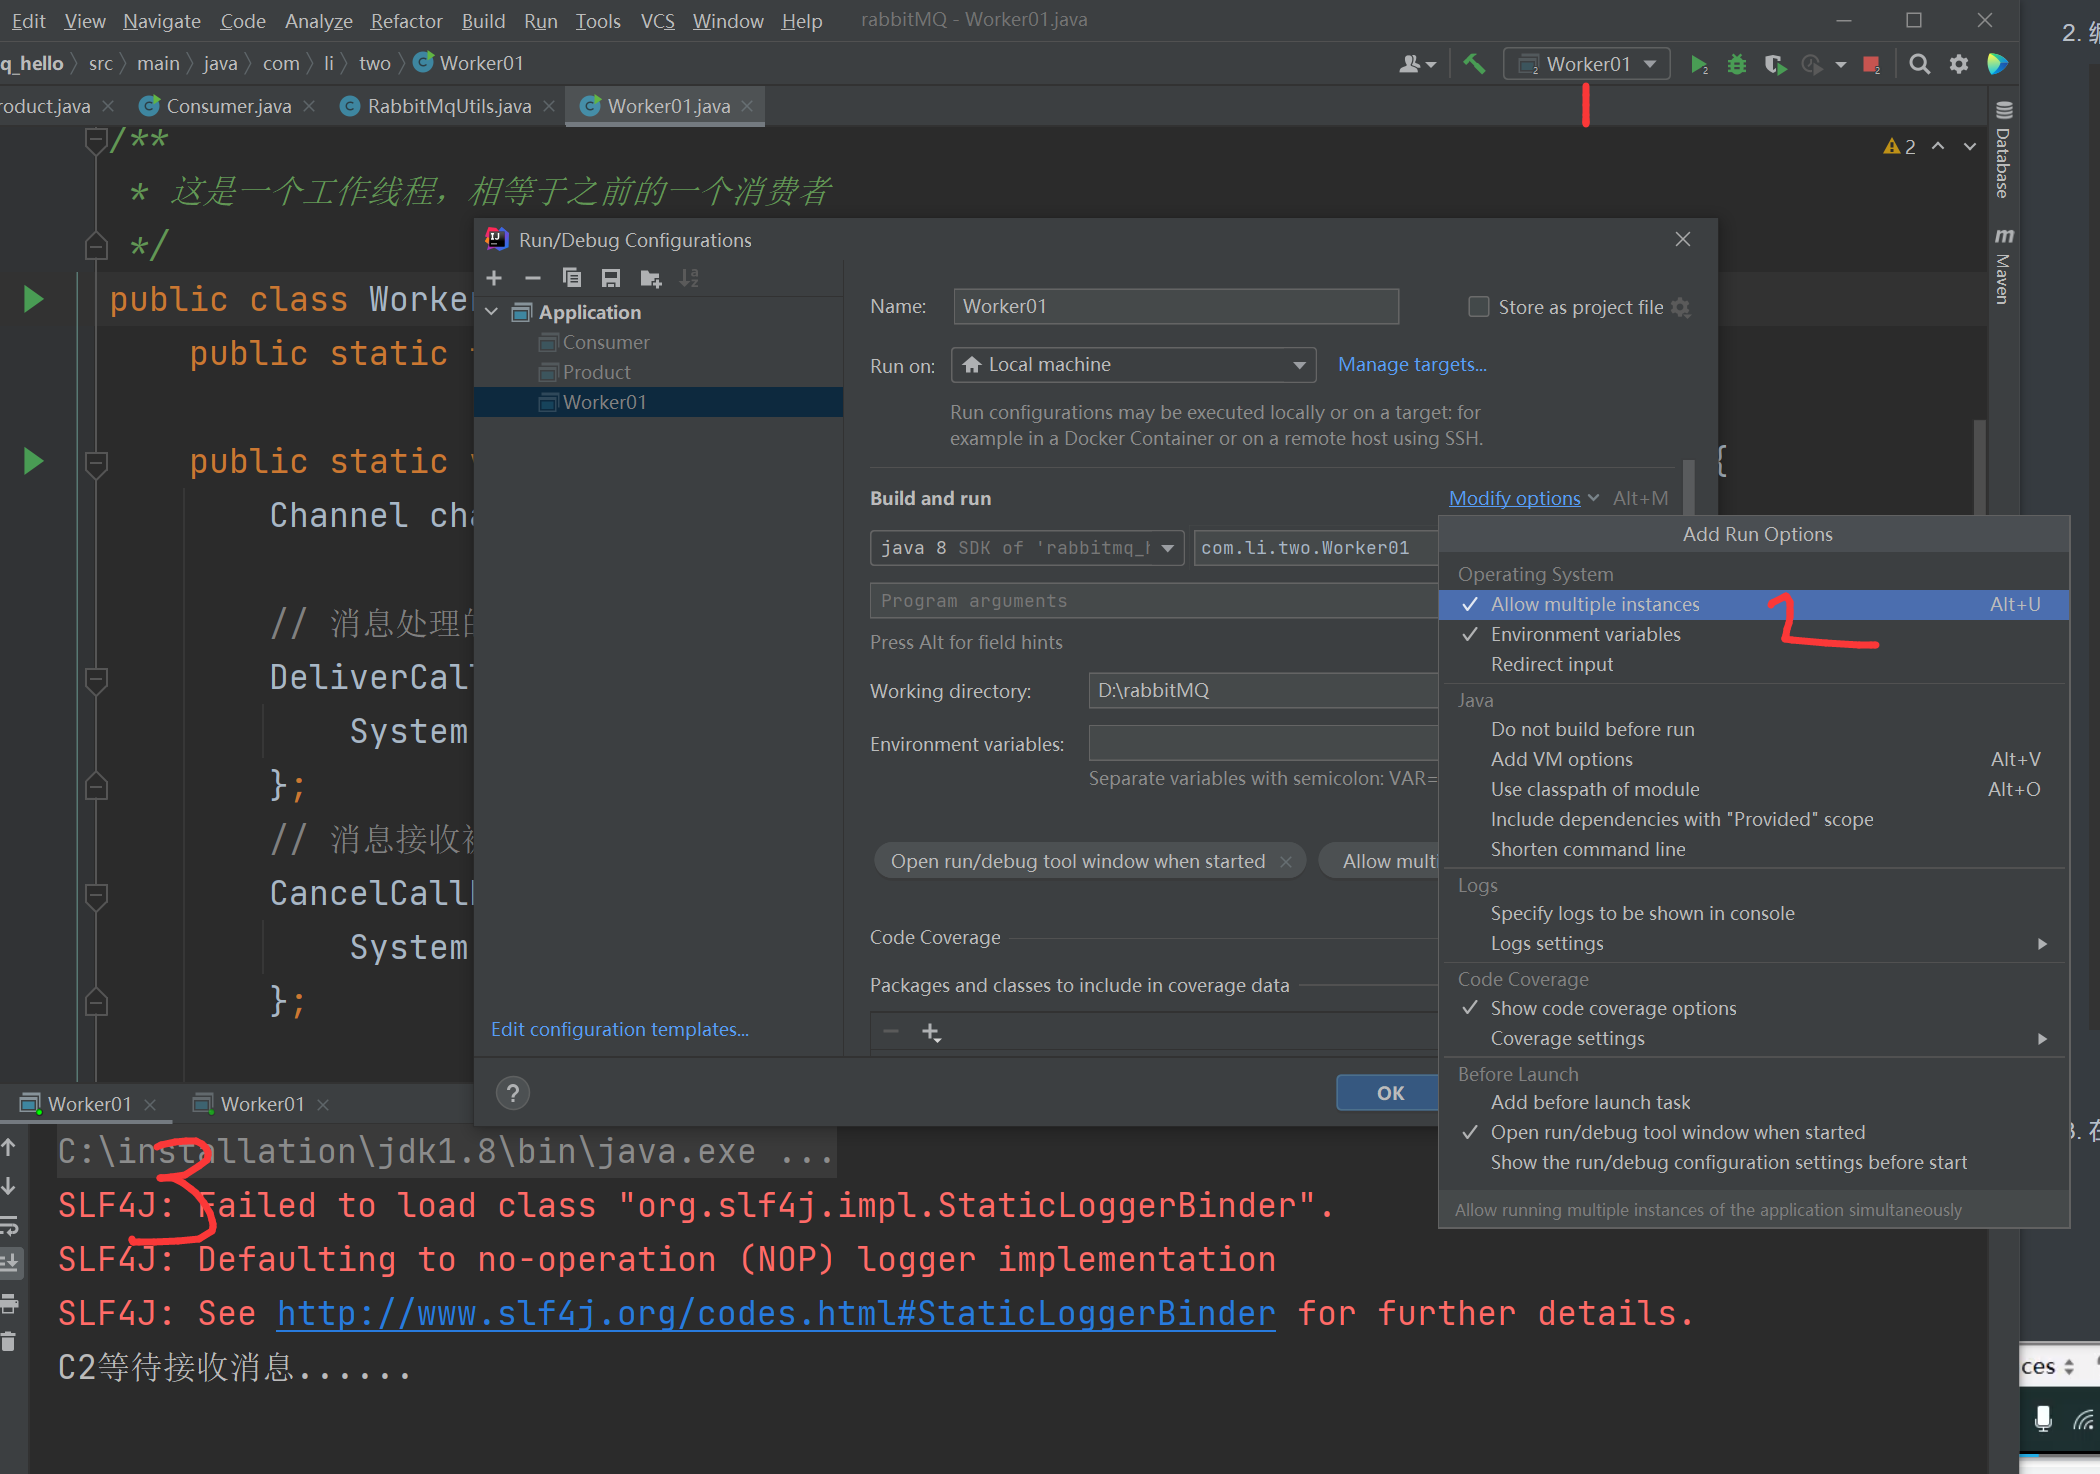 Edit View Navigate Code Analyze Refactor Build Run Tools VCS Window Help rabbitMQ - Worker01.java
q_hello src main java com li two Worker01
Worker01
roduct.java Consumer.java RabbitMqUtils.java Worker01.java
/**
* 这是一个工作线程，相等于之前的一个消费者
*/
2
Database
Maven
public class Worke
public static
public static
{
Channel cha
// 消息处理的
DeliverCal
System
};
// 消息接收被
CancelCall
System
};
Run/Debug Configurations
Application
Consumer
Product
Worker01
Edit configuration templates...
Name: Worker01 Store as project file
Run on: Local machine Manage targets...
Run configurations may be executed locally or on a target: for
example in a Docker Container or on a remote host using SSH.
Build and run Modify options Alt+M
java 8 SDK of 'rabbitmq_h com.li.two.Worker01
Program arguments
Press Alt for field hints
Working directory: D:\rabbitMQ
Environment variables:
Separate variables with semicolon: VAR=
Open run/debug tool window when started Allow multi
Code Coverage
Packages and classes to include in coverage data
? OK
Add Run Options
Operating System
Allow multiple instances Alt+U
Environment variables
Redirect input
Java
Do not build before run
Add VM options Alt+V
Use classpath of module Alt+O
Include dependencies with "Provided" scope
Shorten command line
Logs
Specify logs to be shown in console
Logs settings
Code Coverage
Show code coverage options
Coverage settings
Before Launch
Add before launch task
Open run/debug tool window when started
Show the run/debug configuration settings before start
Allow running multiple instances of the application simultaneously
1
2
3
Worker01 Worker01
C:\installation\jdk1.8\bin\java.exe ...
SLF4J: Failed to load class "org.slf4j.impl.StaticLoggerBinder".
SLF4J: Defaulting to no-operation (NOP) logger implementation
SLF4J: See http://www.slf4j.org/codes.html#StaticLoggerBinder for further details.
C2等待接收消息......
2. 编
3. 在
ces